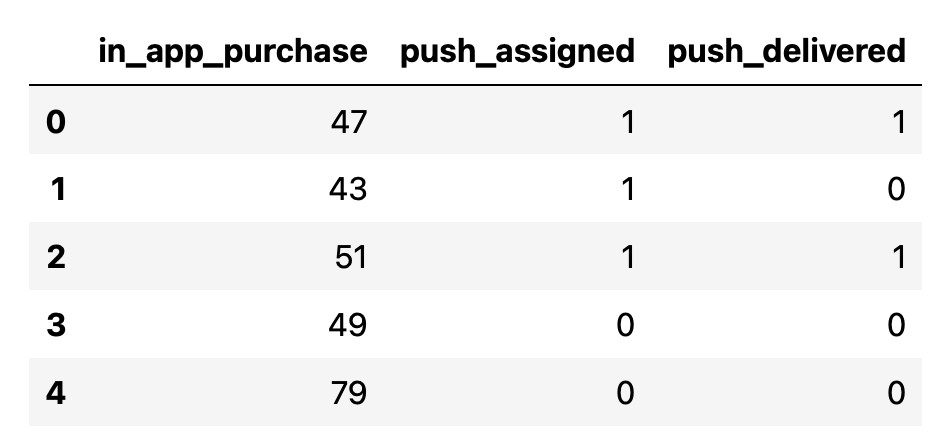 in_app_purchase push_assigned push_delivered
0 47 1 1
1 43 1 0
2 51 1 1
3 49 0 0
4 79 0 0